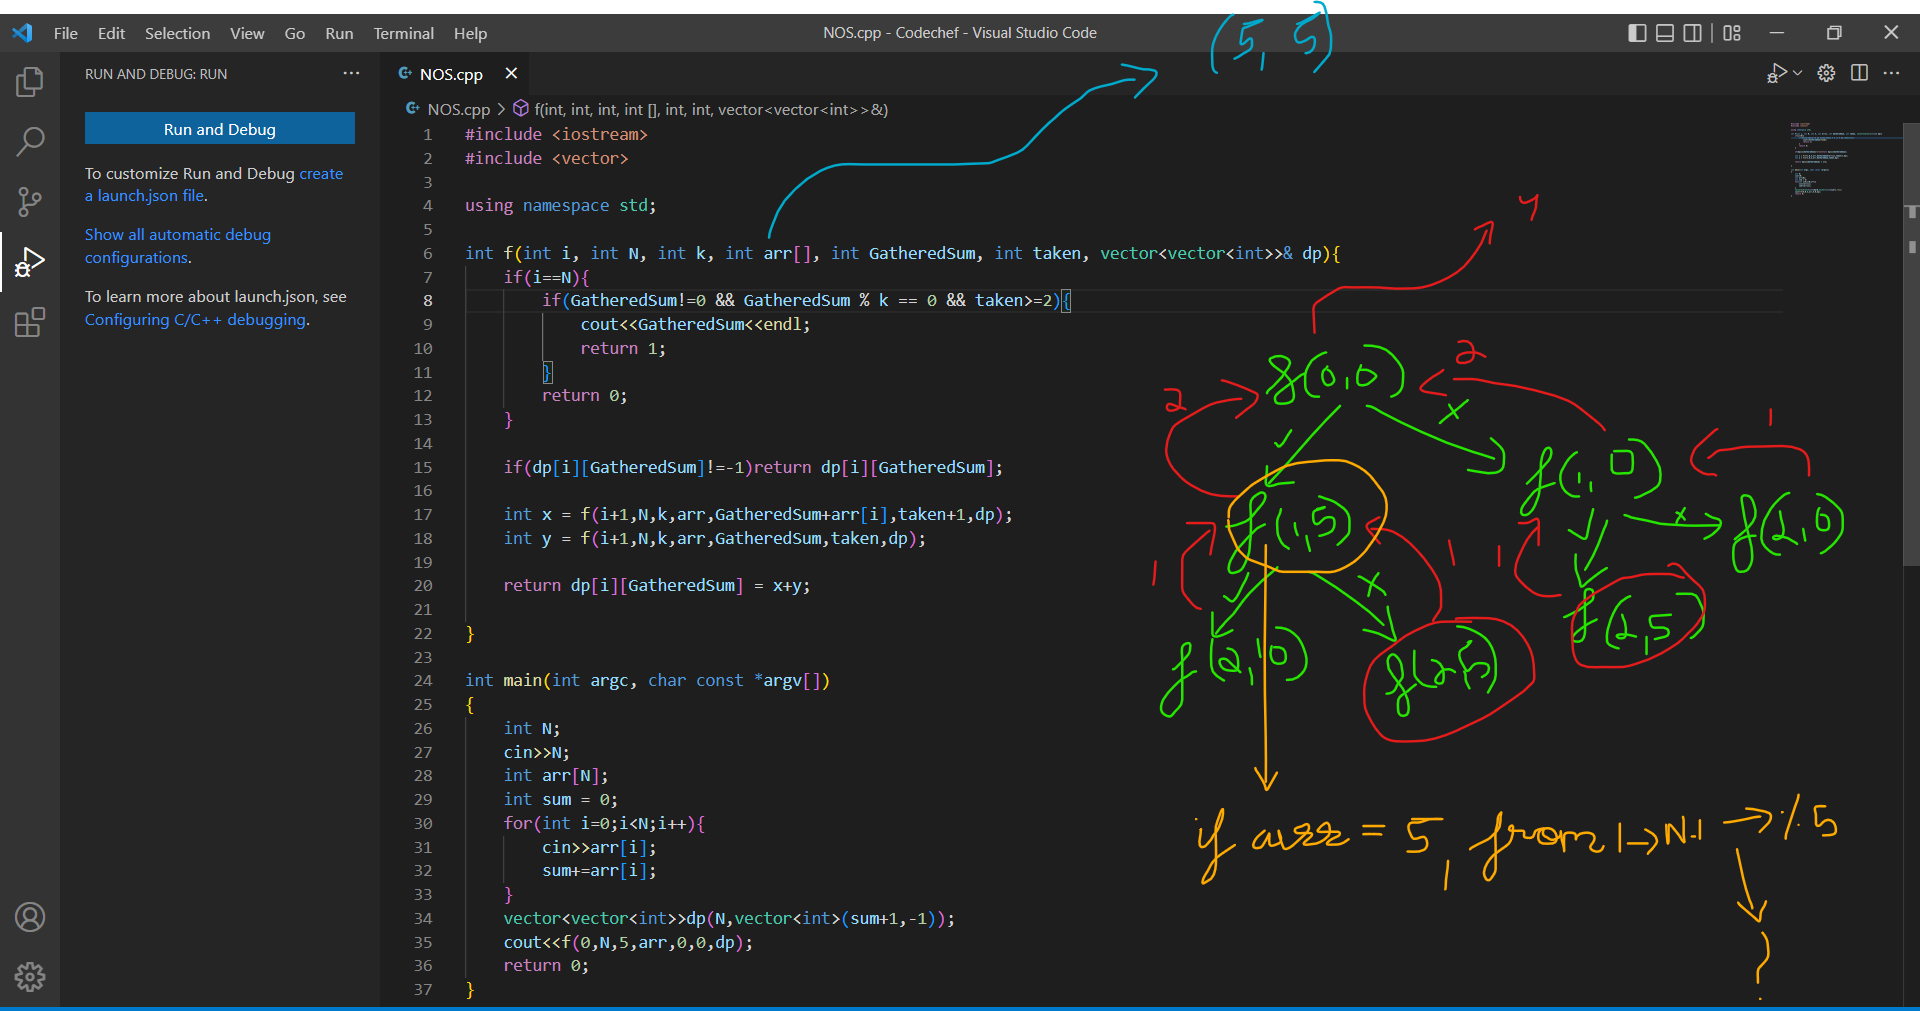 File Edit Selection View Go Run Terminal Help
NOS.cpp - Codechef - Visual Studio Code
(5, 5)
RUN AND DEBUG: RUN
Run and Debug
To customize Run and Debug create
a launch.json file.
Show all automatic debug
configurations.
To learn more about launch.json, see
Configuring C/C++ debugging.
NOS.cpp
NOS.cpp > f(int, int, int, int [], int, int, vector<vector<int>>&)
1 #include <iostream>
2 #include <vector>
3
4 using namespace std;
5
6 int f(int i, int N, int k, int arr[], int GatheredSum, int taken, vector<vector<int>>& dp){
7 if(i==N){
8 if(GatheredSum!=0 && GatheredSum % k == 0 && taken>=2){
9 cout<<GatheredSum<<endl;
10 return 1;
11 }
12 return 0;
13 }
14
15 if(dp[i][GatheredSum]!=-1)return dp[i][GatheredSum];
16
17 int x = f(i+1,N,k,arr,GatheredSum+arr[i],taken+1,dp);
18 int y = f(i+1,N,k,arr,GatheredSum,taken,dp);
19
20 return dp[i][GatheredSum] = x+y;
21
22 }
23
24 int main(int argc, char const *argv[])
25 {
26 int N;
27 cin>>N;
28 int arr[N];
29 int sum = 0;
30 for(int i=0;i<N;i++){
31 cin>>arr[i];
32 sum+=arr[i];
33 }
34 vector<vector<int>>dp(N,vector<int>(sum+1,-1));
35 cout<<f(0,N,5,arr,0,0,dp);
36 return 0;
37 }
4
f(0,0)
2
2
x
1
f(1,5)
f(1,0)
x
f(2,0)
1
x
1
1
f(2,10)
f(2,5)
f(2,5)
if arr = 5, from 1→N-1 → % 5
?